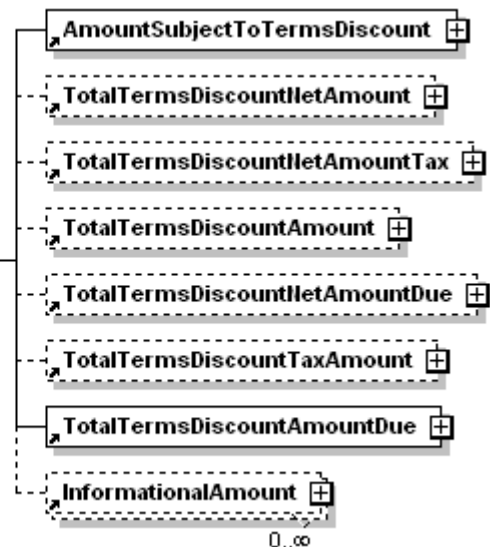 AmountSubjectToTermsDiscount
TotalTermsDiscountNetAmount
TotalTermsDiscountNetAmountTax
TotalTermsDiscountAmount
TotalTermsDiscountNetAmountDue
TotalTermsDiscountTaxAmount
TotalTermsDiscountAmountDue
InformationalAmount
0..∞